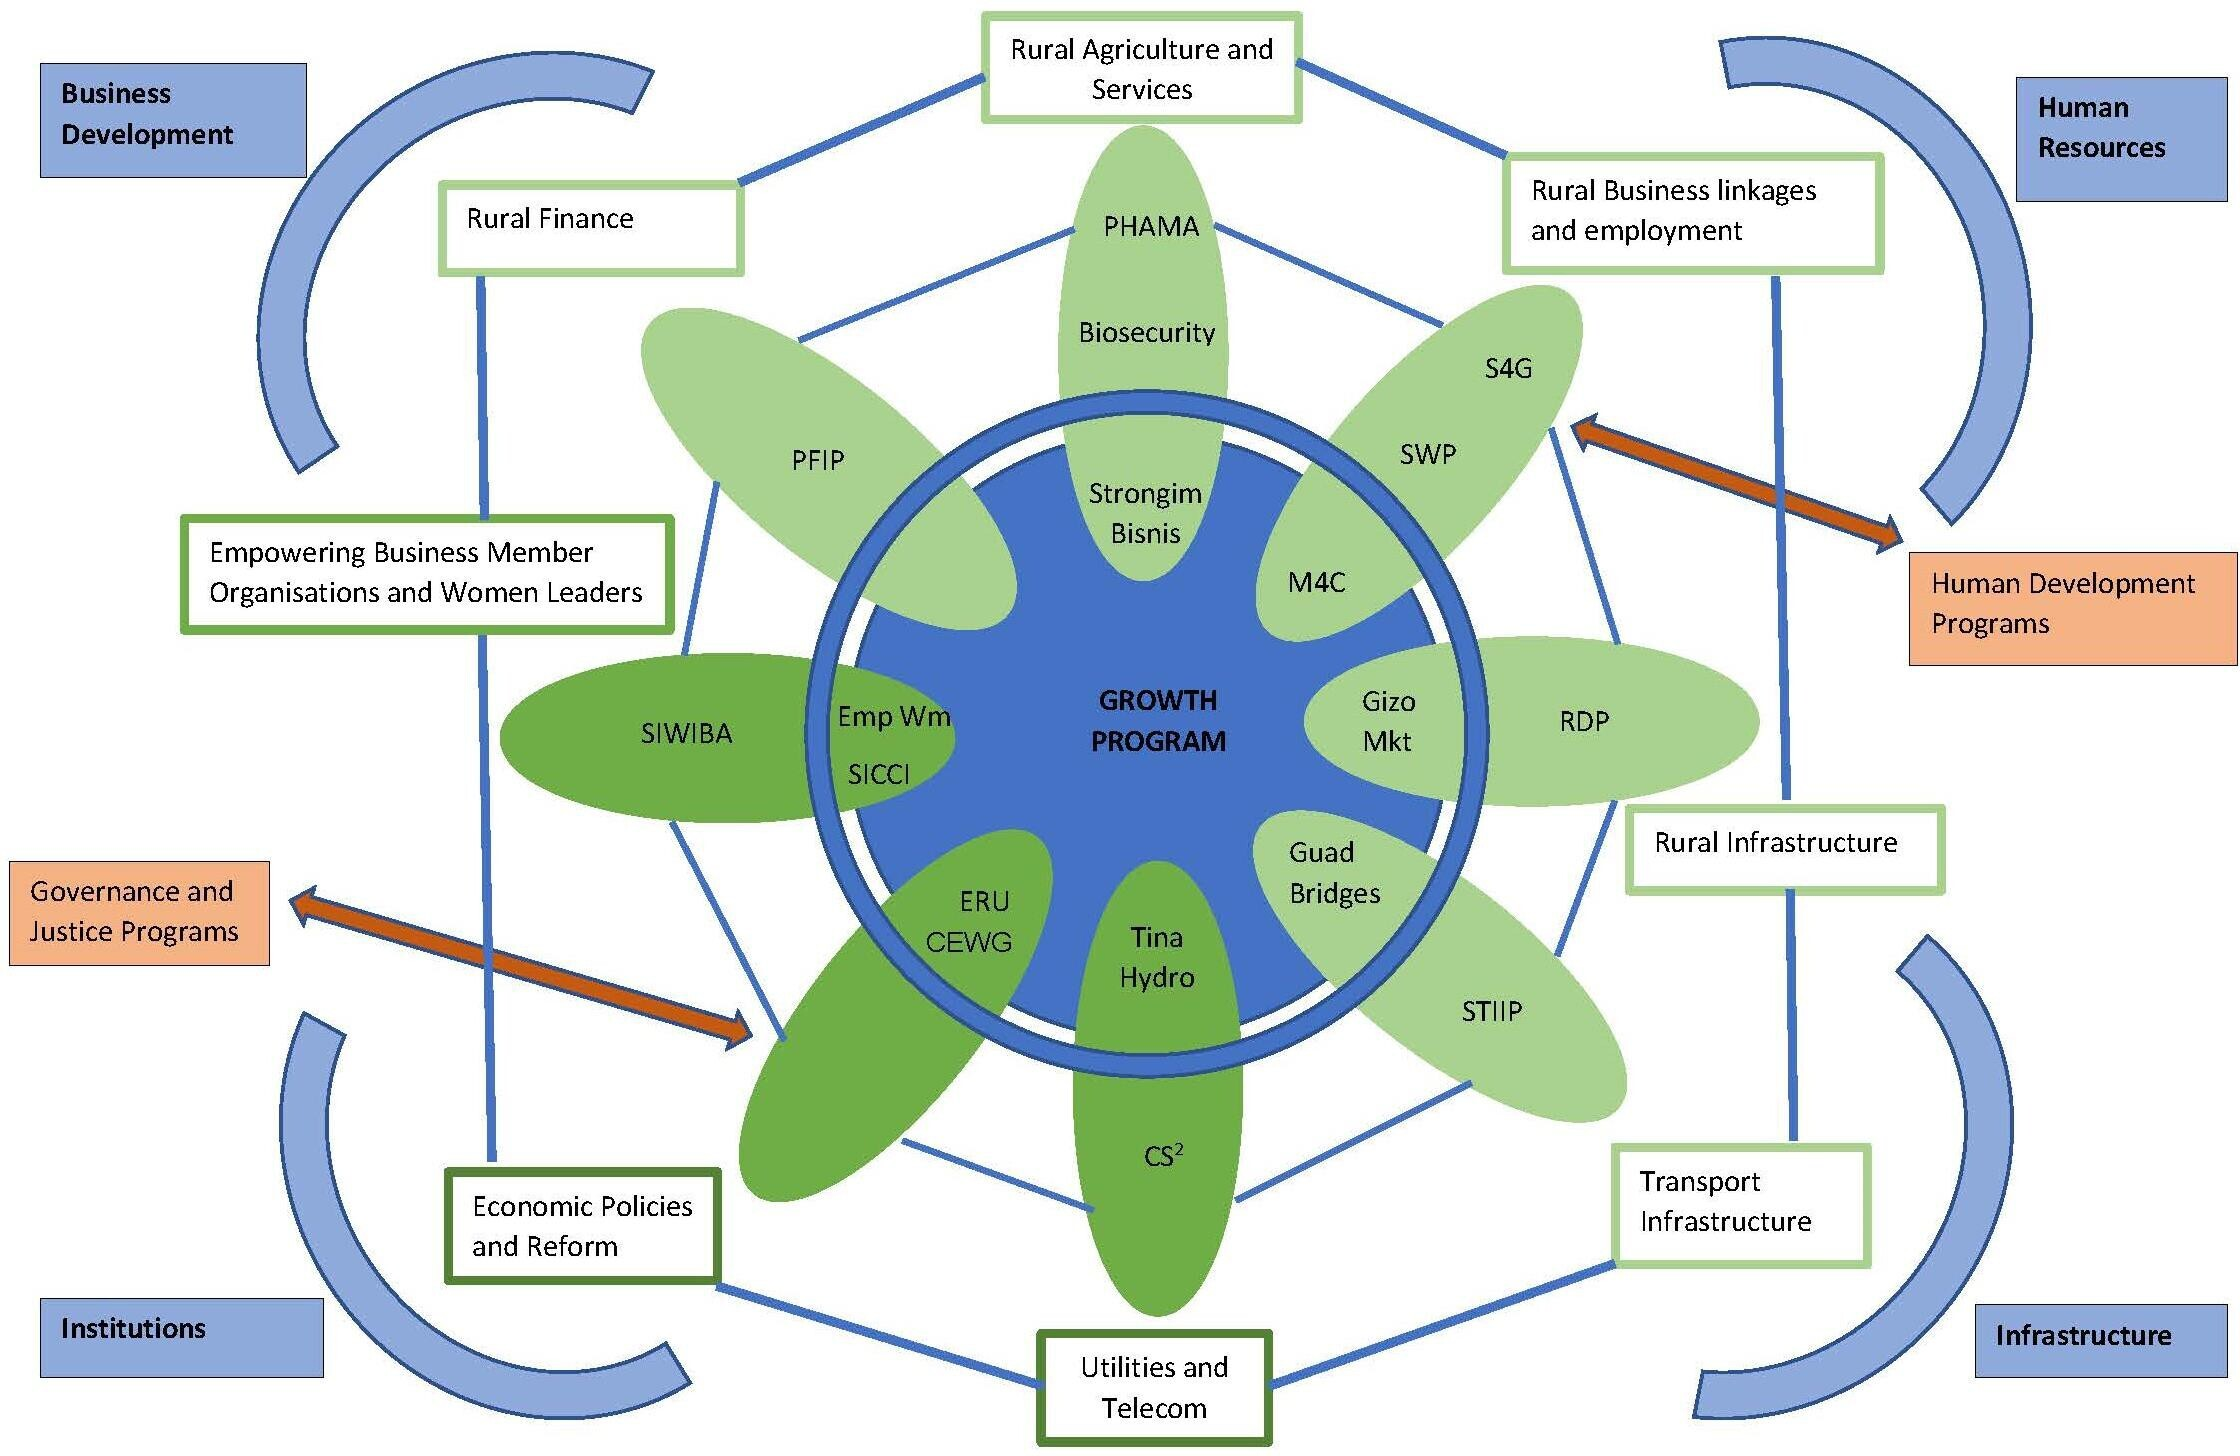 Rural Agriculture and
Services
Business
Development
Human
Resources
Rural Finance
Rural Business linkages
and employment
PHAMA
Biosecurity
Strongim
Bisnis
S4G
SWP
M4C
PFIP
Empowering Business Member
Organisations and Women Leaders
Human Development
Programs
SIWIBA
Emp Wm
SICCI
GROWTH
PROGRAM
Gizo
Mkt
RDP
Rural Infrastructure
Governance and
Justice Programs
ERU
CEWG
Tina
Hydro
Guad
Bridges
STIIP
CS²
Economic Policies
and Reform
Transport
Infrastructure
Institutions
Utilities and
Telecom
Infrastructure